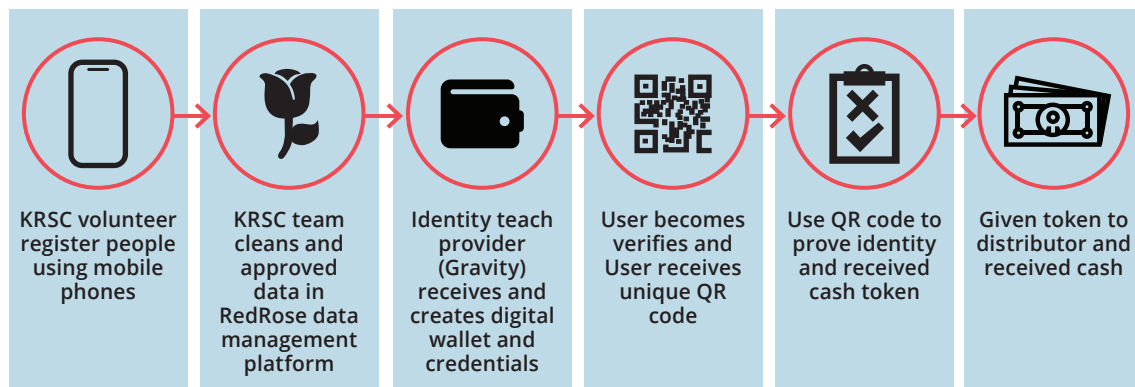 KRSC volunteer
register people
using mobile
phones
KRSC team
cleans and
approved
data in
RedRose data
management
platform
Identity teach
provider
(Gravity)
receives and
creates digital
wallet and
credentials
User becomes
verifies and
User receives
unique QR
code
Use QR code to
prove identity
and received
cash token
Given token to
distributor and
received cash